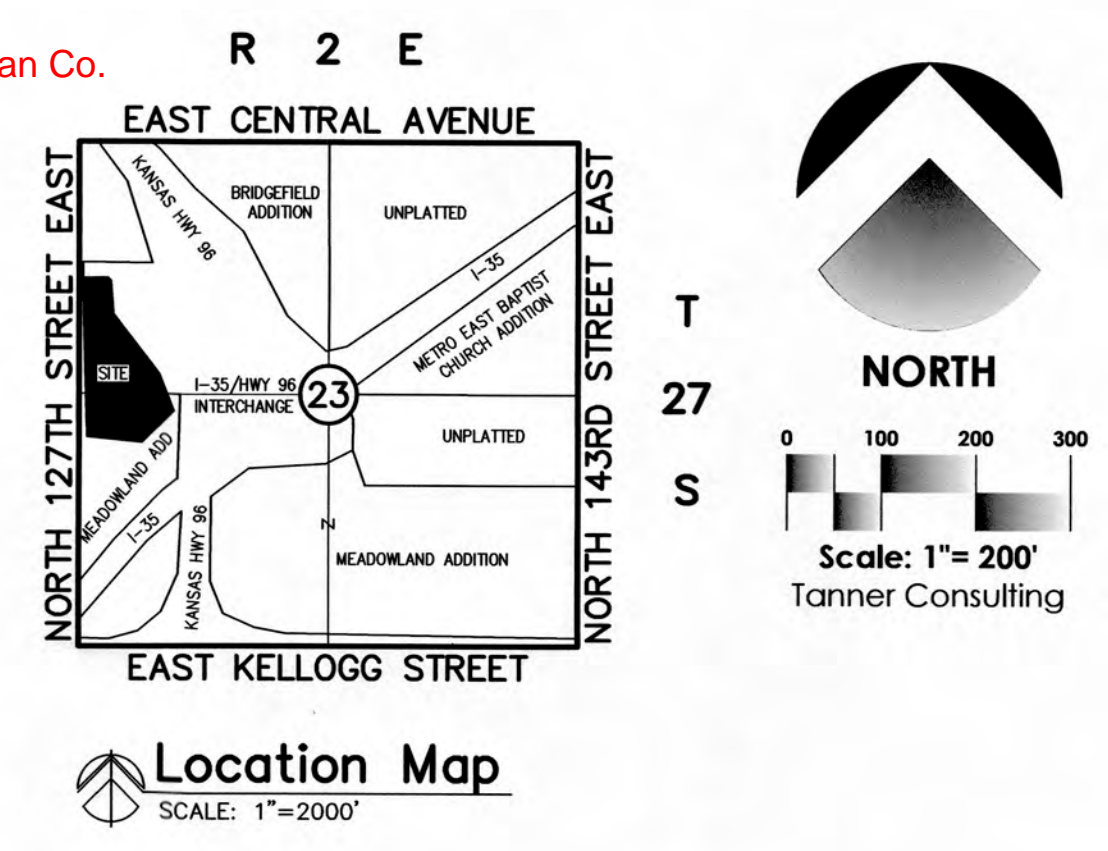 an Co.
R 2 E
EAST CENTRAL AVENUE
NORTH 127TH STREET EAST
KANSAS HWY 96
BRIDGEFIELD
ADDITION
UNPLATTED
I-35
METRO EAST BAPTIST
CHURCH ADDITION
SITE
I-35/HWY 96
INTERCHANGE
23
UNPLATTED
MEADOWLAND ADD
I-35
KANSAS HWY 96
Z
MEADOWLAND ADDITION
NORTH 143RD STREET EAST
EAST KELLOGG STREET
T
27
S
NORTH
0 100 200 300
Scale: 1"= 200'
Tanner Consulting
Location Map
SCALE: 1"=2000'